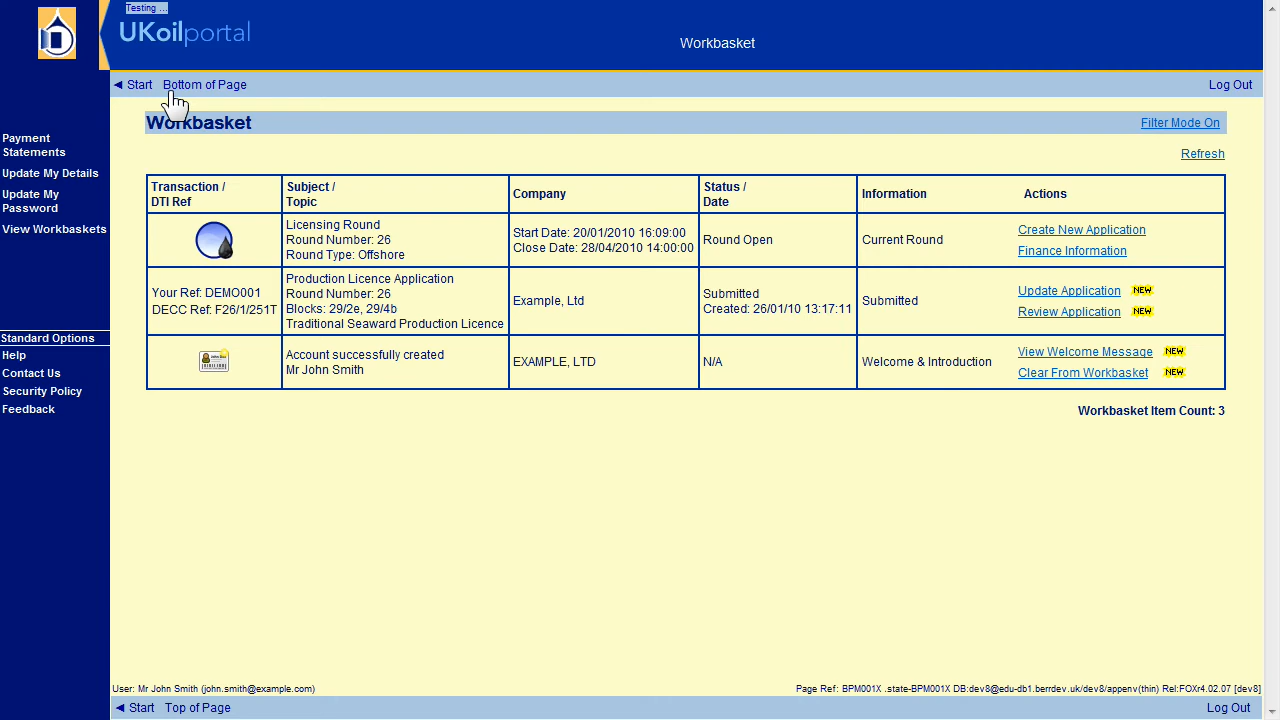 Testing ...
UKoilportal
Workbasket
Start Bottom of Page Log Out
Payment
Statements
Update My Details
Update My
Password
View Workbaskets
Standard Options
Help
Contact Us
Security Policy
Feedback
Workbasket Filter Mode On
Refresh
Transaction /
DTI Ref
Subject /
Topic
Company
Status /
Date
Information
Actions
Licensing Round
Round Number: 26
Round Type: Offshore
Start Date: 20/01/2010 16:09:00
Close Date: 28/04/2010 14:00:00
Round Open
Current Round
Create New Application
Finance Information
Your Ref: DEMO001
DECC Ref: F26/1/251T
Production Licence Application
Round Number: 26
Blocks: 29/2e, 29/4b
Traditional Seaward Production Licence
Example, Ltd
Submitted
Created: 26/01/10 13:17:11
Submitted
Update Application NEW
Review Application NEW
Account successfully created
Mr John Smith
EXAMPLE, LTD
N/A
Welcome & Introduction
View Welcome Message NEW
Clear From Workbasket NEW
Workbasket Item Count: 3
User: Mr John Smith (john.smith@example.com) Page Ref: BPM001X .state-BPM001X DB:dev8@edu-db1.berrdev.uk/dev8/appenv(thin) Rel:FOXr4.02.07 [dev8]
Start Top of Page Log Out